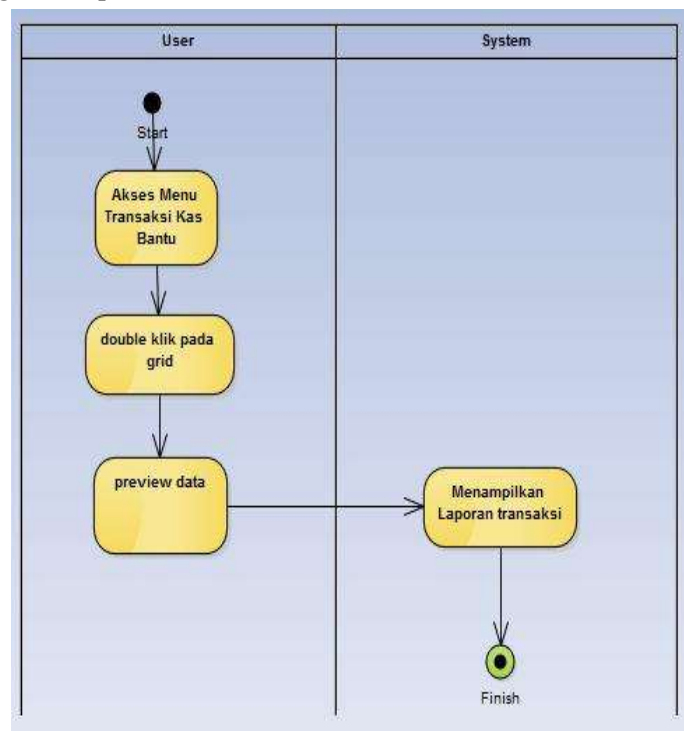 User
System
Start
Akses Menu
Transaksi Kas
Bantu
double klik pada
grid
preview data
Menampilkan
Laporan transaksi
Finish